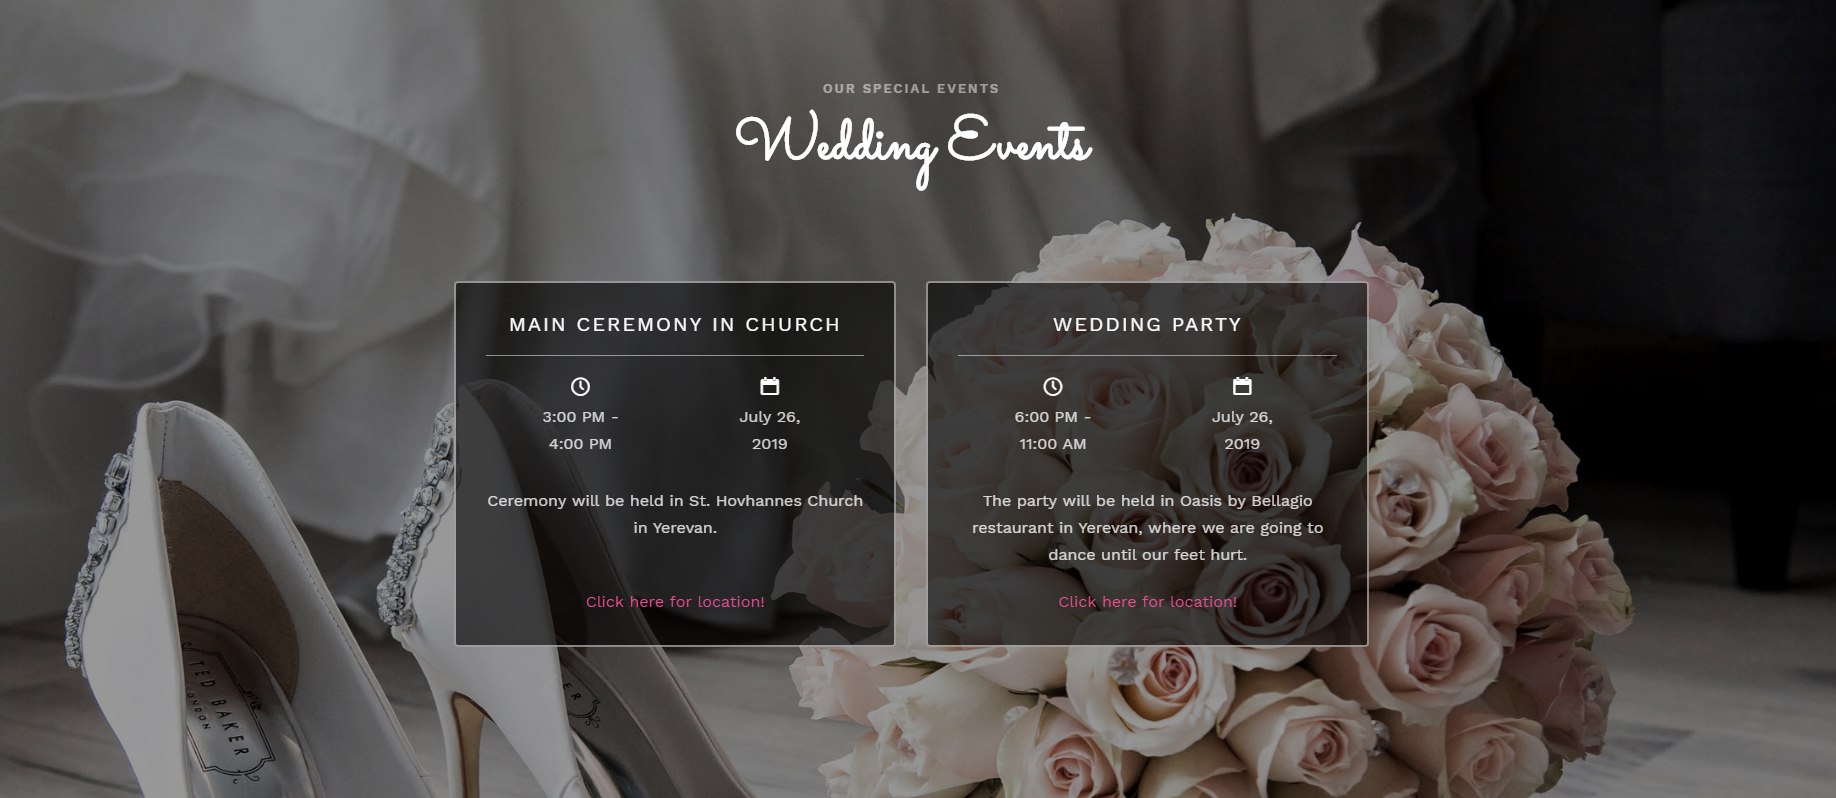 OUR SPECIAL EVENTS
Wedding Events
MAIN CEREMONY IN CHURCH
3:00 PM -
4:00 PM
July 26,
2019
Ceremony will be held in St. Hovhannes Church
in Yerevan.
Click here for location!
WEDDING PARTY
6:00 PM -
11:00 AM
July 26,
2019
The party will be held in Oasis by Bellagio
restaurant in Yerevan, where we are going to
dance until our feet hurt.
Click here for location!
TED BAKER
LONDON